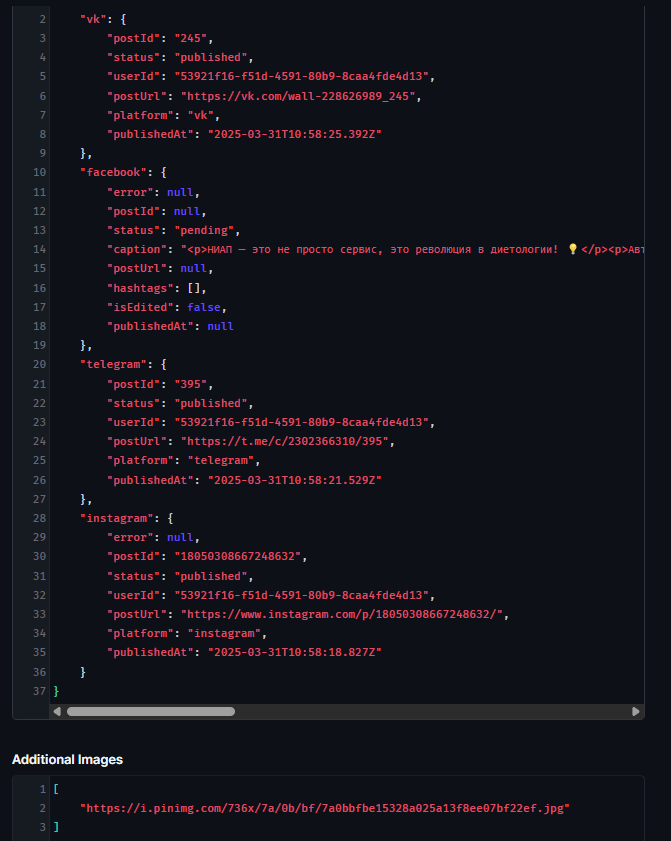 2 "vk": {
3 "postId": "245",
4 "status": "published",
5 "userId": "53921f16-f51d-4591-80b9-8caa4fde4d13",
6 "postUrl": "https://vk.com/wall-228626989_245",
7 "platform": "vk",
8 "publishedAt": "2025-03-31T10:58:25.392Z"
9 },
10 "facebook": {
11 "error": null,
12 "postId": null,
13 "status": "pending",
14 "caption": "<p>НИАП — это не просто сервис, это революция в диетологии! 💡</p><p>Авт
15 "postUrl": null,
16 "hashtags": [],
17 "isEdited": false,
18 "publishedAt": null
19 },
20 "telegram": {
21 "postId": "395",
22 "status": "published",
23 "userId": "53921f16-f51d-4591-80b9-8caa4fde4d13",
24 "postUrl": "https://t.me/c/2302366310/395",
25 "platform": "telegram",
26 "publishedAt": "2025-03-31T10:58:21.529Z"
27 },
28 "instagram": {
29 "error": null,
30 "postId": "18050308667248632",
31 "status": "published",
32 "userId": "53921f16-f51d-4591-80b9-8caa4fde4d13",
33 "postUrl": "https://www.instagram.com/p/18050308667248632/",
34 "platform": "instagram",
35 "publishedAt": "2025-03-31T10:58:18.827Z"
36 }
37 }
Additional Images
1 [
2 "https://i.pinimg.com/736x/7a/0b/bf/7a0bbfbe15328a025a13f8ee07bf22ef.jpg"
3 ]